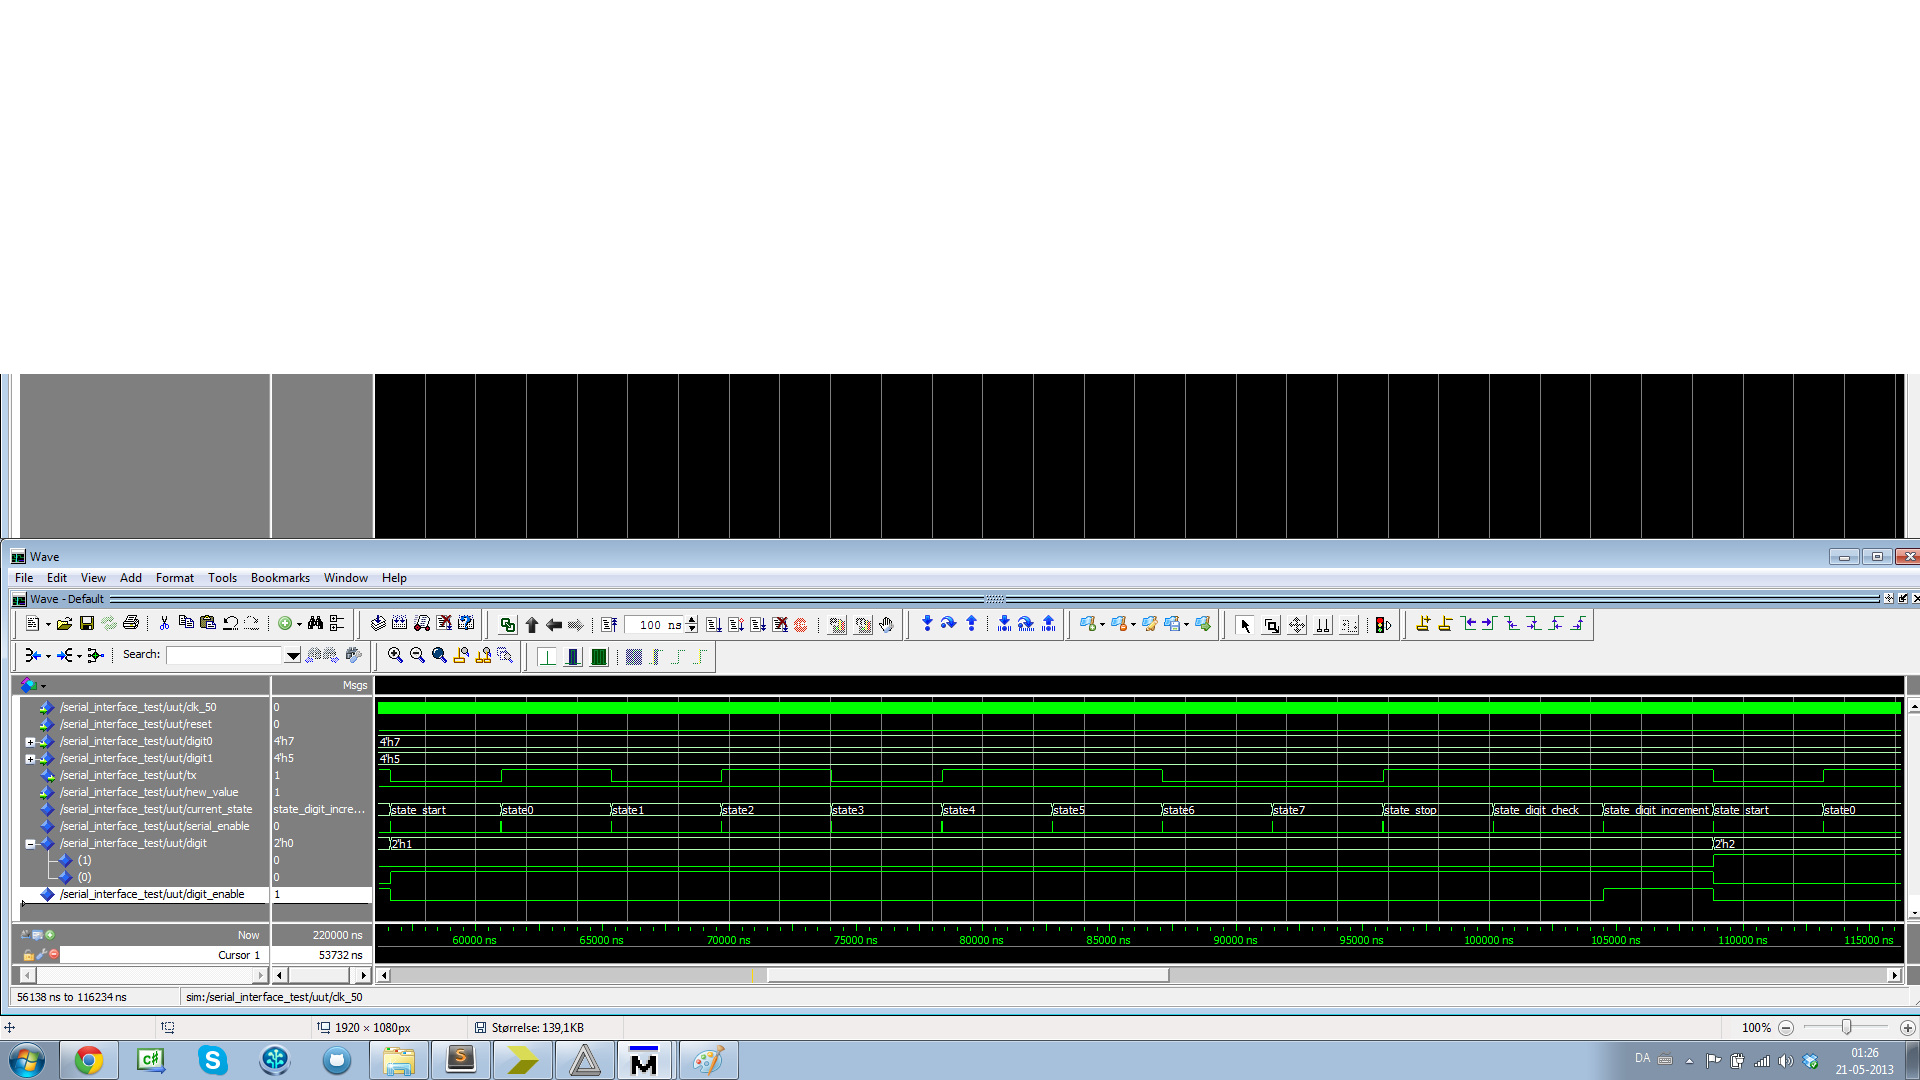 Wave
File Edit View Add Format Tools Bookmarks Window Help
Wave - Default
100 ns
Search:
Msgs
/serial_interface_test/uut/clk_50 0
/serial_interface_test/uut/reset 0
/serial_interface_test/uut/digit0 4'h7 4'h7
/serial_interface_test/uut/digit1 4'h5 4'h5
/serial_interface_test/uut/tx 1
/serial_interface_test/uut/new_value 1
/serial_interface_test/uut/current_state state_digit_incre... state_start state0 state1 state2 state3 state4 state5 state6 state7 state_stop state_digit_check state_digit_increment state_start state0
/serial_interface_test/uut/serial_enable 0
/serial_interface_test/uut/digit 2'h0 2'h1 2'h2
(1) 0
(0) 0
/serial_interface_test/uut/digit_enable 1
Now 220000 ns 60000 ns 65000 ns 70000 ns 75000 ns 80000 ns 85000 ns 90000 ns 95000 ns 100000 ns 105000 ns 110000 ns 115000 ns
Cursor 1 53732 ns
56138 ns to 116234 ns sim:/serial_interface_test/uut/clk_50
1920 × 1080px Størrelse: 139,1KB 100%
C# S S M DA 01:26
21-05-2013